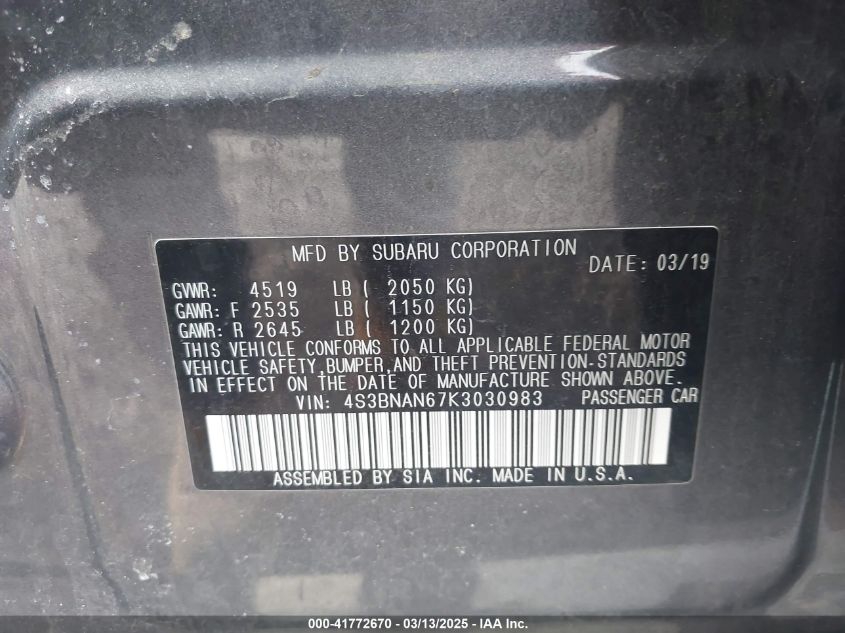 MFD BY SUBARU CORPORATION
DATE: 03/19
GVWR: 4519 LB ( 2050 KG)
GAWR: F 2535 LB ( 1150 KG)
GAWR: R 2645 LB ( 1200 KG)
THIS VEHICLE CONFORMS TO ALL APPLICABLE FEDERAL MOTOR
VEHICLE SAFETY,BUMPER,AND THEFT PREVENTION-STANDARDS
IN EFFECT ON THE DATE OF MANUFACTURE SHOWN ABOVE.
VIN: 4S3BNAN67K3030983 PASSENGER CAR
ASSEMBLED BY SIA INC. MADE IN U.S.A.
000-41772670 - 03/13/2025 - IAA Inc.